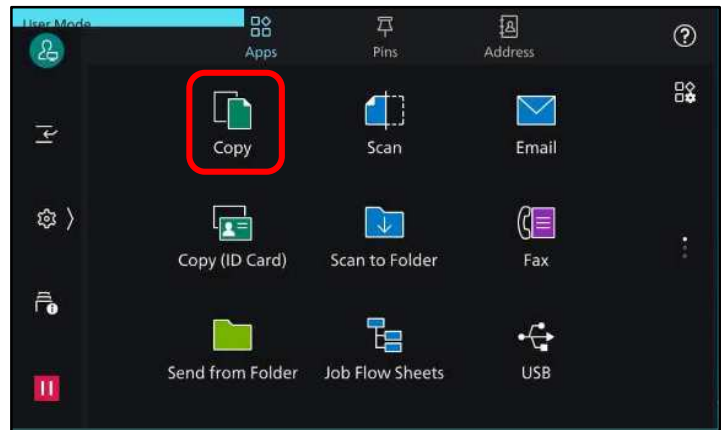 User Mode
Apps
Pins
Address
Copy
Scan
Email
Copy (ID Card)
Scan to Folder
Fax
Send from Folder
Job Flow Sheets
USB